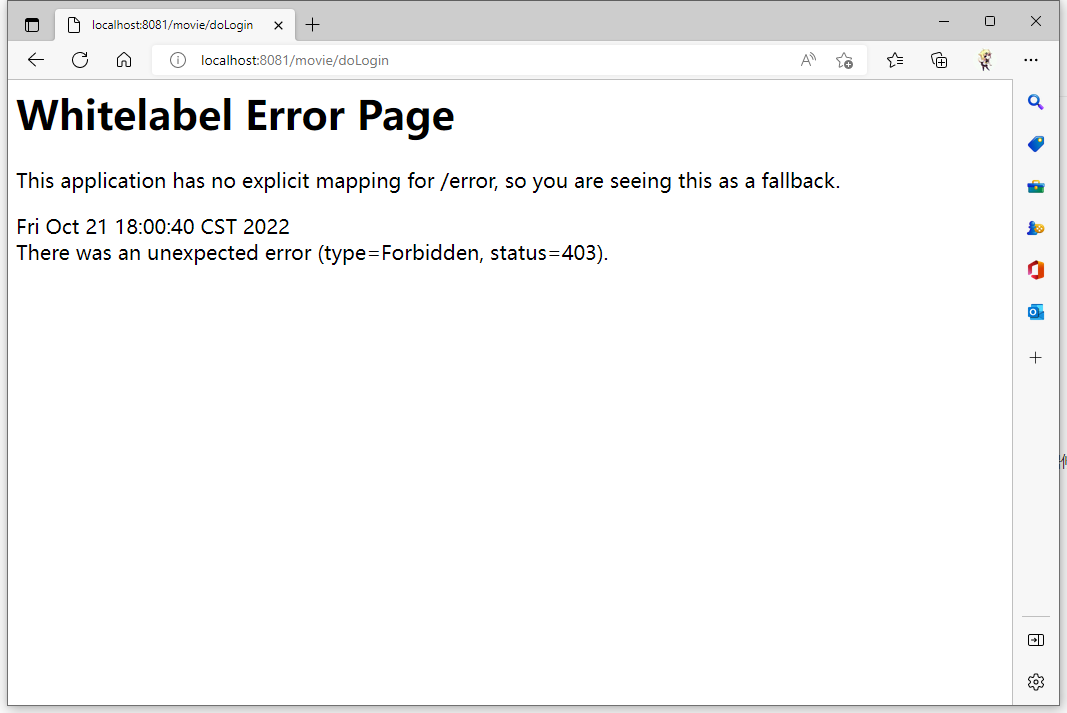 localhost:8081/movie/doLogin
localhost:8081/movie/doLogin
Whitelabel Error Page
This application has no explicit mapping for /error, so you are seeing this as a fallback.
Fri Oct 21 18:00:40 CST 2022
There was an unexpected error (type=Forbidden, status=403).